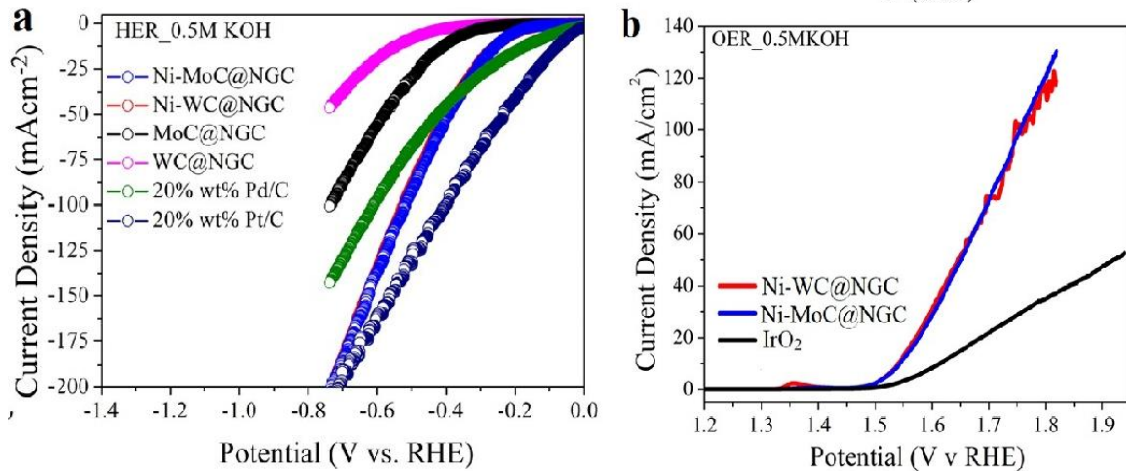 a
HER_0.5M KOH
Ni-MoC@NGC
Ni-WC@NGC
MoC@NGC
WC@NGC
20% wt% Pd/C
20% wt% Pt/C
Current Density (mAcm-2)
0
-25
-50
-75
-100
-125
-150
-175
-200
-1.4
-1.2
-1.0
-0.8
-0.6
-0.4
-0.2
0.0
Potential (V vs. RHE)
b
OER_0.5MKOH
Ni-WC@NGC
Ni-MoC@NGC
IrO₂
Current Density (mA/cm²)
140
120
100
80
60
40
20
0
1.2
1.3
1.4
1.5
1.6
1.7
1.8
1.9
Potential (V v RHE)